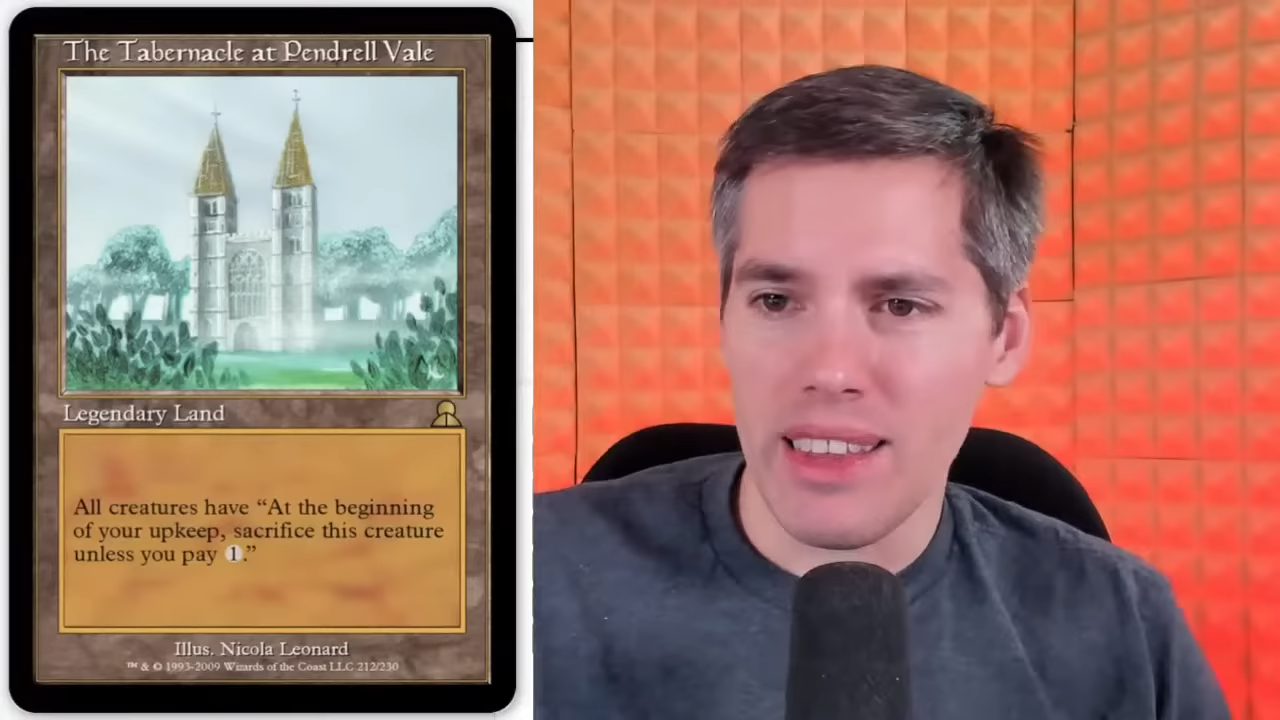 The Tabernacle at Pendrell Vale
Legendary Land
All creatures have “At the beginning
of your upkeep, sacrifice this creature
unless you pay 1.”
Illus. Nicola Leonard
™ & © 1993-2009 Wizards of the Coast LLC 212/230